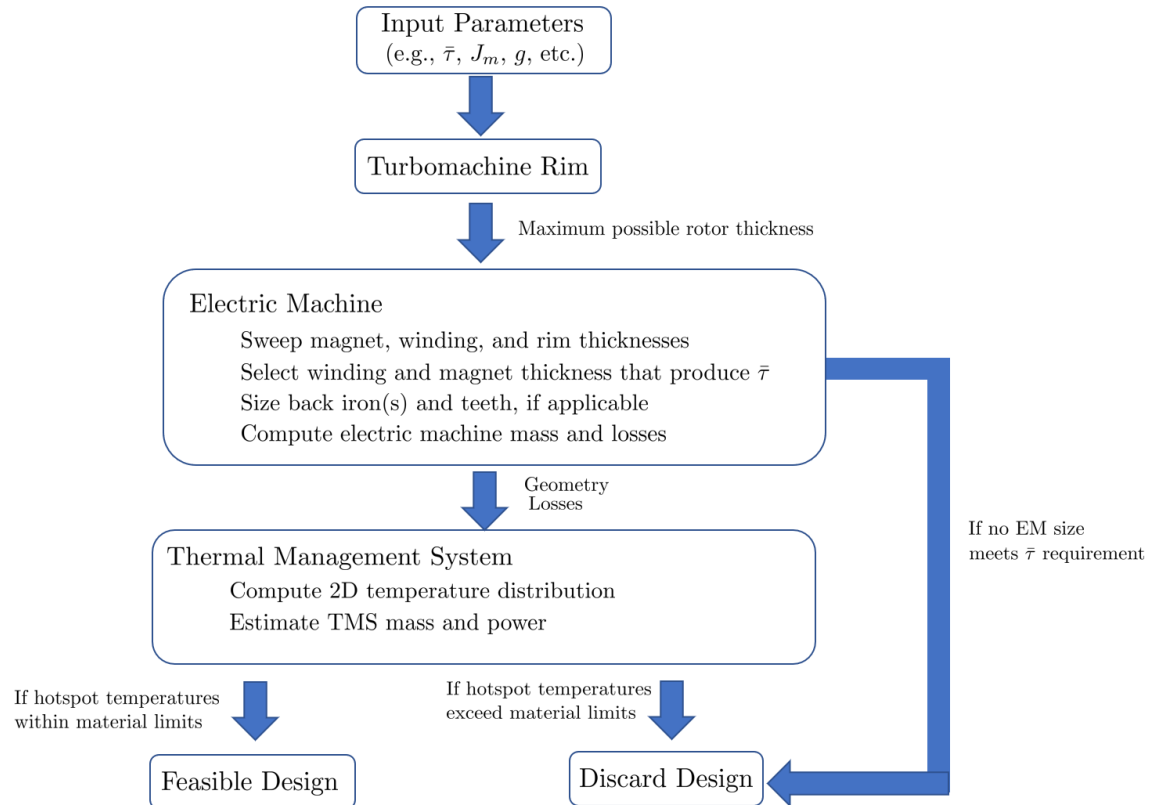 Input Parameters
(e.g., τ̄, Jₘ, g, etc.)
Turbomachine Rim
Maximum possible rotor thickness
Electric Machine
Sweep magnet, winding, and rim thicknesses
Select winding and magnet thickness that produce τ̄
Size back iron(s) and teeth, if applicable
Compute electric machine mass and losses
Geometry
Losses
If no EM size
meets τ̄ requirement
Thermal Management System
Compute 2D temperature distribution
Estimate TMS mass and power
If hotspot temperatures
within material limits
If hotspot temperatures
exceed material limits
Feasible Design
Discard Design